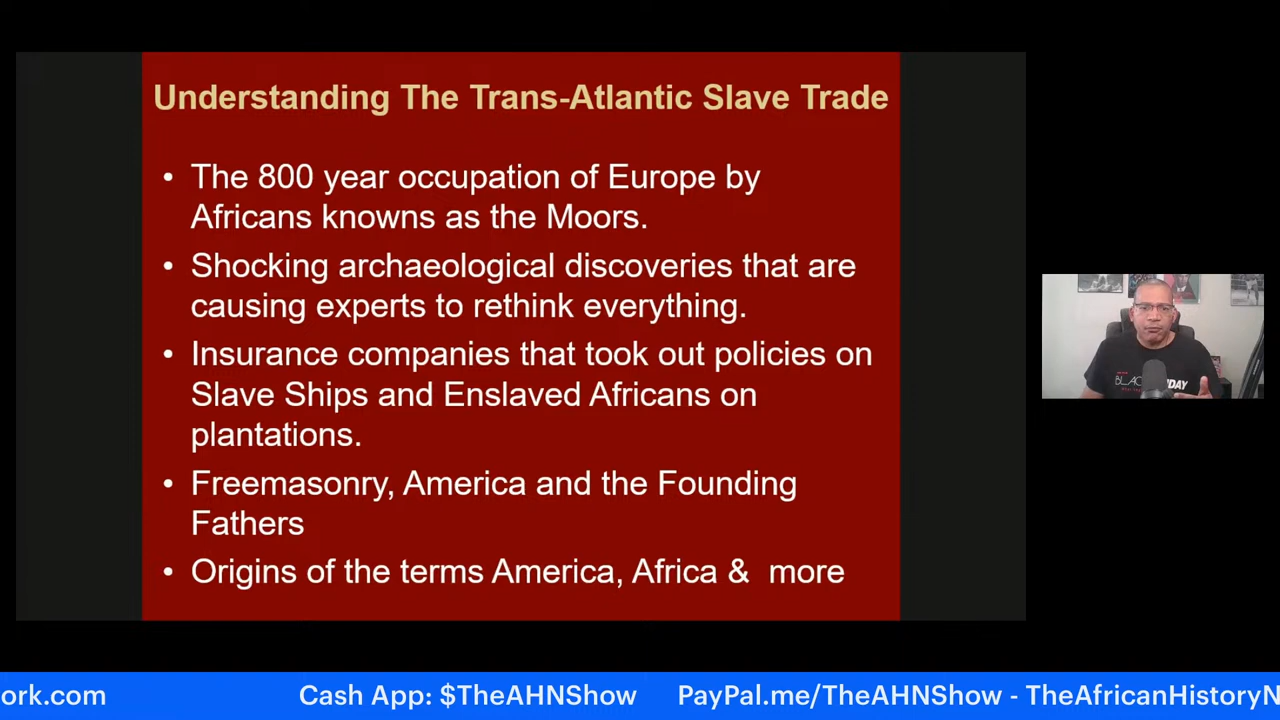 Understanding The Trans-Atlantic Slave Trade
• The 800 year occupation of Europe by
Africans knowns as the Moors.
• Shocking archaeological discoveries that are
causing experts to rethink everything.
• Insurance companies that took out policies on
Slave Ships and Enslaved Africans on
plantations.
• Freemasonry, America and the Founding
Fathers
• Origins of the terms America, Africa & more
ork.com Cash App: $TheAHNShow PayPal.me/TheAHNShow - TheAfricanHistoryN